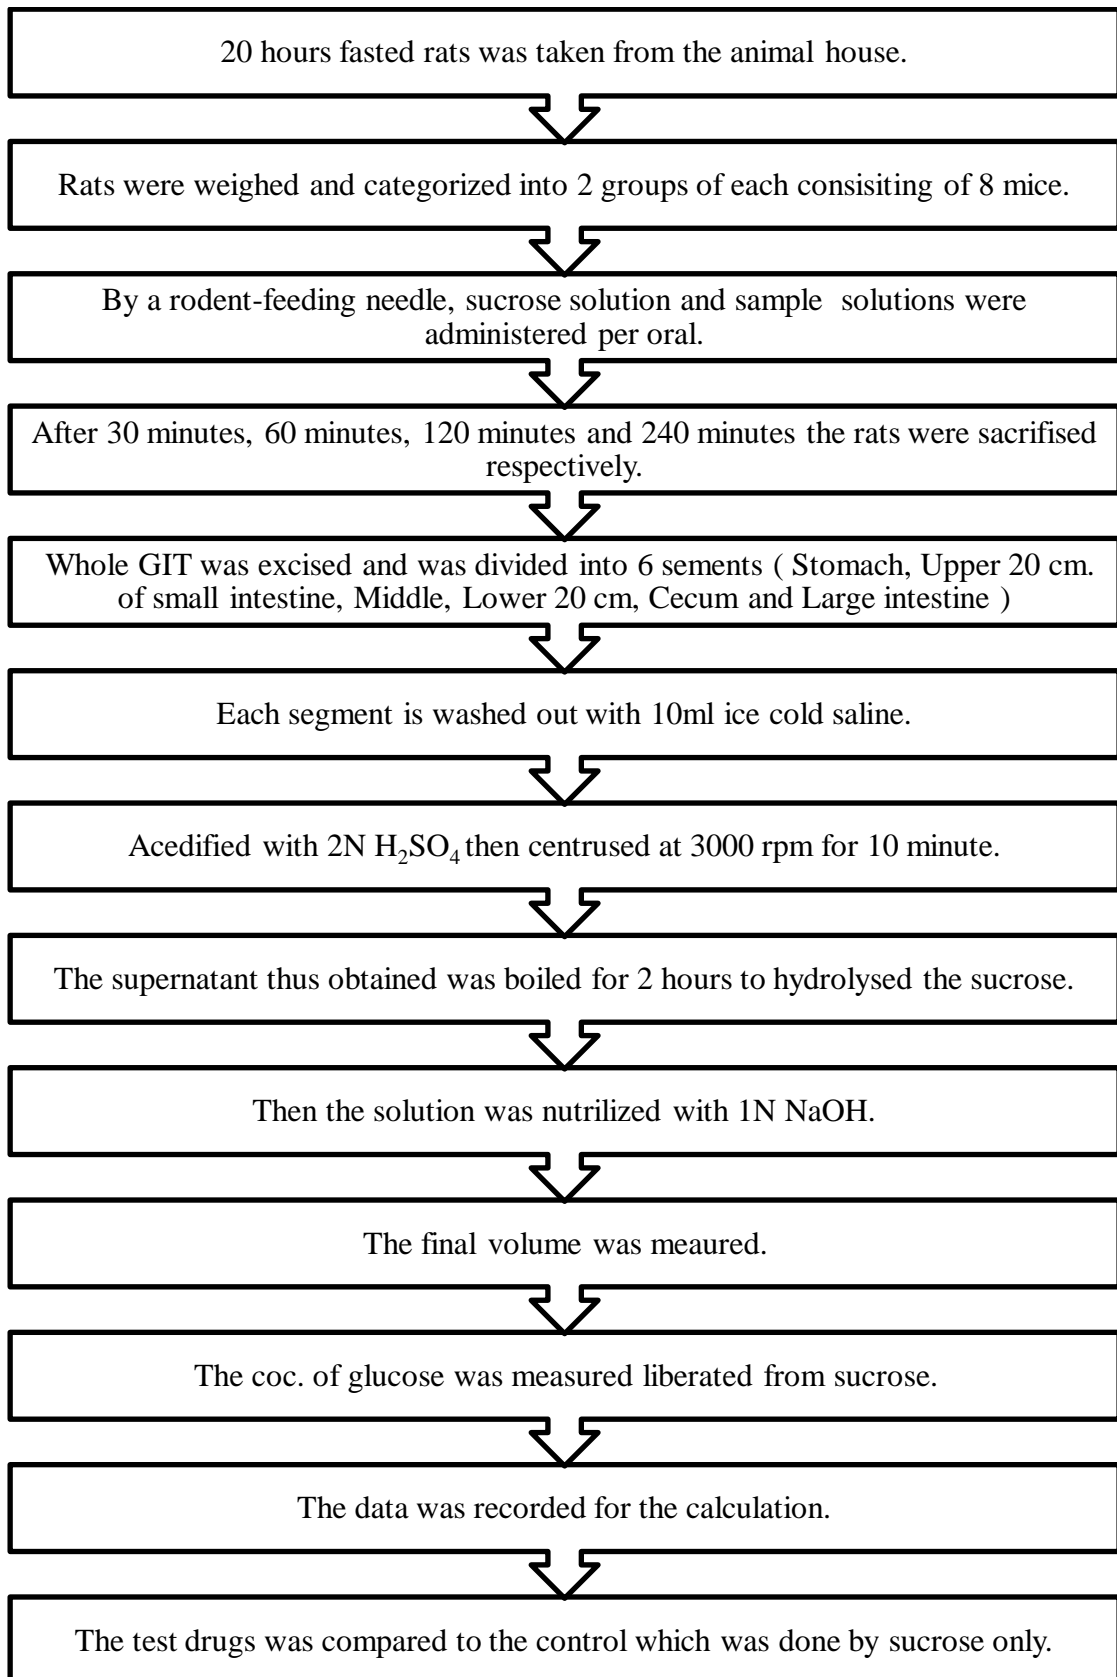 20 hours fasted rats was taken from the animal house.
Rats were weighed and categorized into 2 groups of each consisiting of 8 mice.
By a rodent-feeding needle, sucrose solution and sample solutions were
administered per oral.
After 30 minutes, 60 minutes, 120 minutes and 240 minutes the rats were sacrifised
respectively.
Whole GIT was excised and was divided into 6 sements ( Stomach, Upper 20 cm.
of small intestine, Middle, Lower 20 cm, Cecum and Large intestine )
Each segment is washed out with 10ml ice cold saline.
Acedified with 2N H₂SO₄ then centrused at 3000 rpm for 10 minute.
The supernatant thus obtained was boiled for 2 hours to hydrolysed the sucrose.
Then the solution was nutrilized with 1N NaOH.
The final volume was meaured.
The coc. of glucose was measured liberated from sucrose.
The data was recorded for the calculation.
The test drugs was compared to the control which was done by sucrose only.